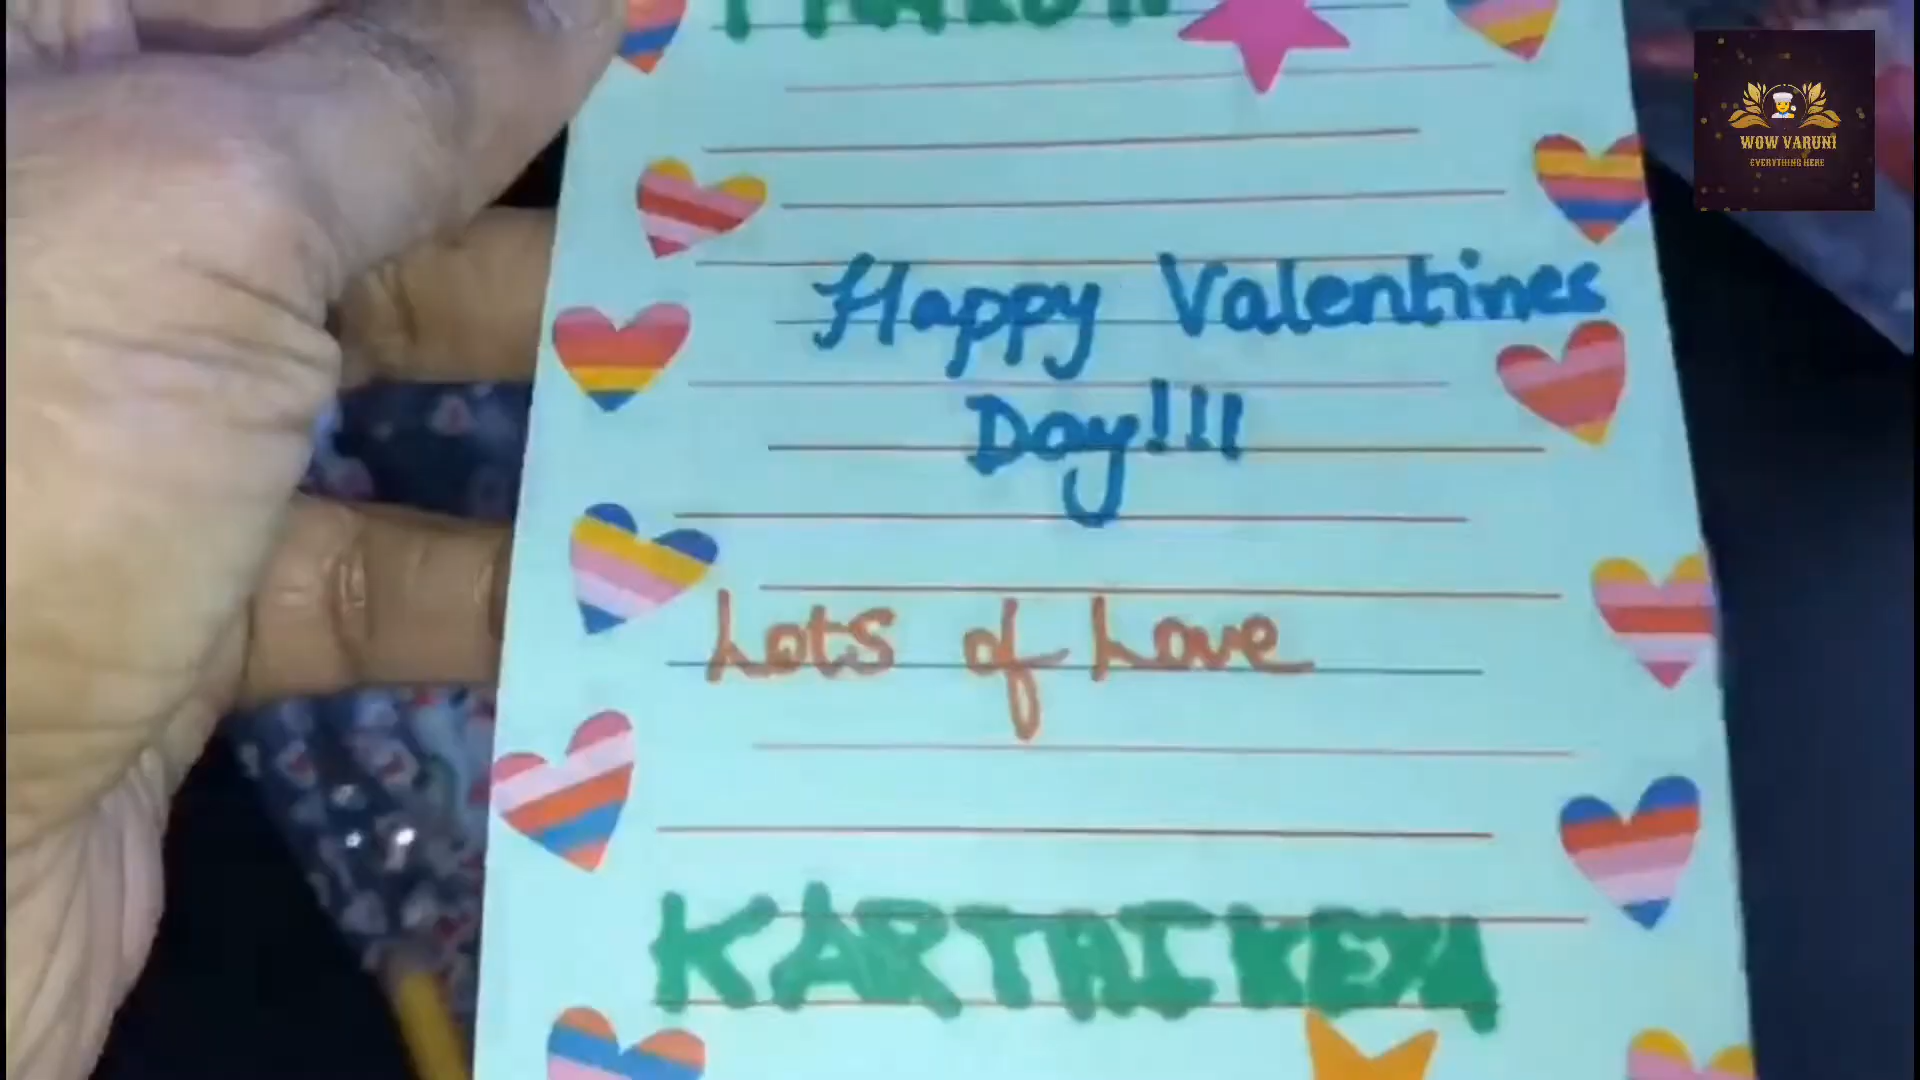 WOW VARUNI
EVERYTHING HERE
Happy Valentines
Day!!!
Lots of Love
KARTHIKEYA